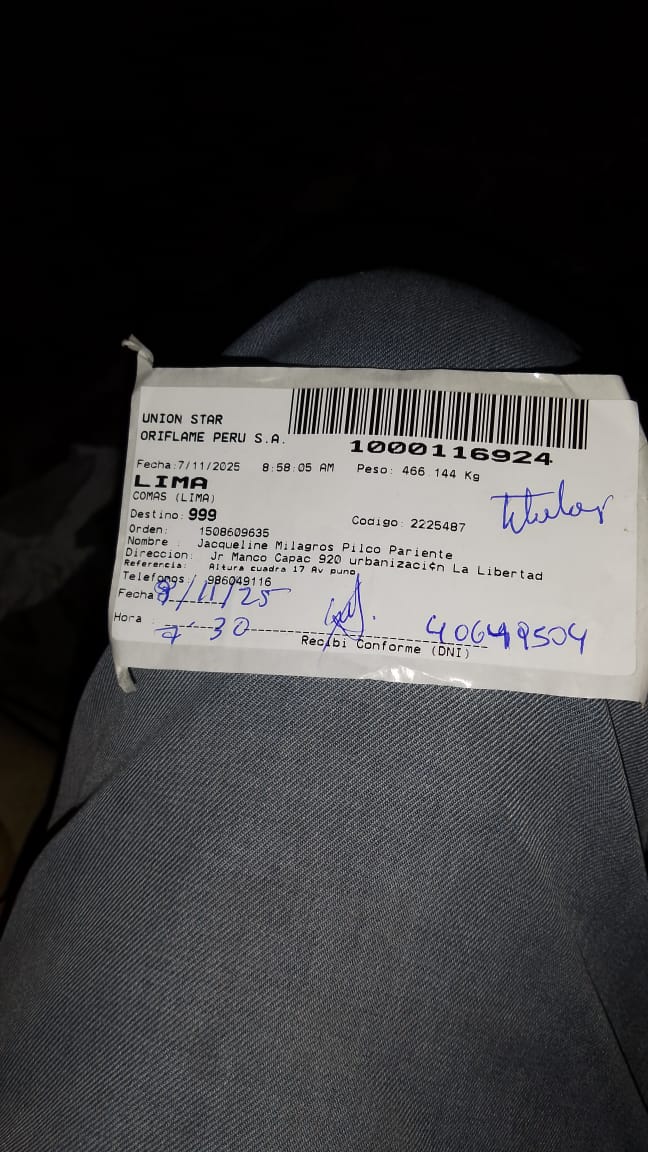 UNION STAR
ORIFLAME PERU S.A.
1000116924
Fecha:7/11/2025 8:58:05 AM Peso: 466.144 Kg
LIMA
COMAS (LIMA)
Titular
Destino: 999 Codigo: 2225487
Orden: 1508609635
Nombre : Jacqueline Milagros Pilco Pariente
Direccion: Jr Manco Capac 920 urbanizaci¢n La Libertad
Referencia: Altura cuadra 17 Av puno
Telefonos: 986049116
Fecha 8/11/25
Hora : 7:30 40649504
Recibi Conforme (DNI)